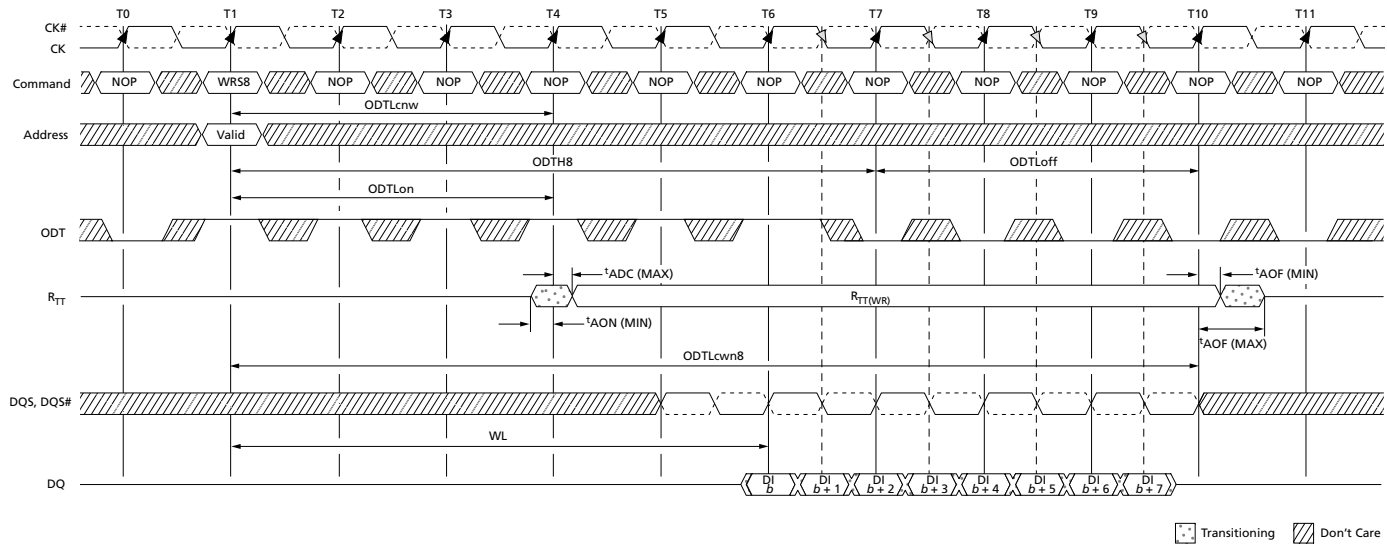 T0 T1 T2 T3 T4 T5 T6 T7 T8 T9 T10 T11
CK#
CK
Command NOP WRS8 NOP NOP NOP NOP NOP NOP NOP NOP NOP NOP
ODTLcnw
Address Valid
ODTH8 ODTLoff
ODTLon
ODT
tADC (MAX) tAOF (MIN)
RTT RTT(WR)
tAON (MIN) tAOF (MAX)
ODTLcwn8
DQS, DQS#
WL
DQ DI b DI b + 1 DI b + 2 DI b + 3 DI b + 4 DI b + 5 DI b + 6 DI b + 7
Transitioning Don't Care